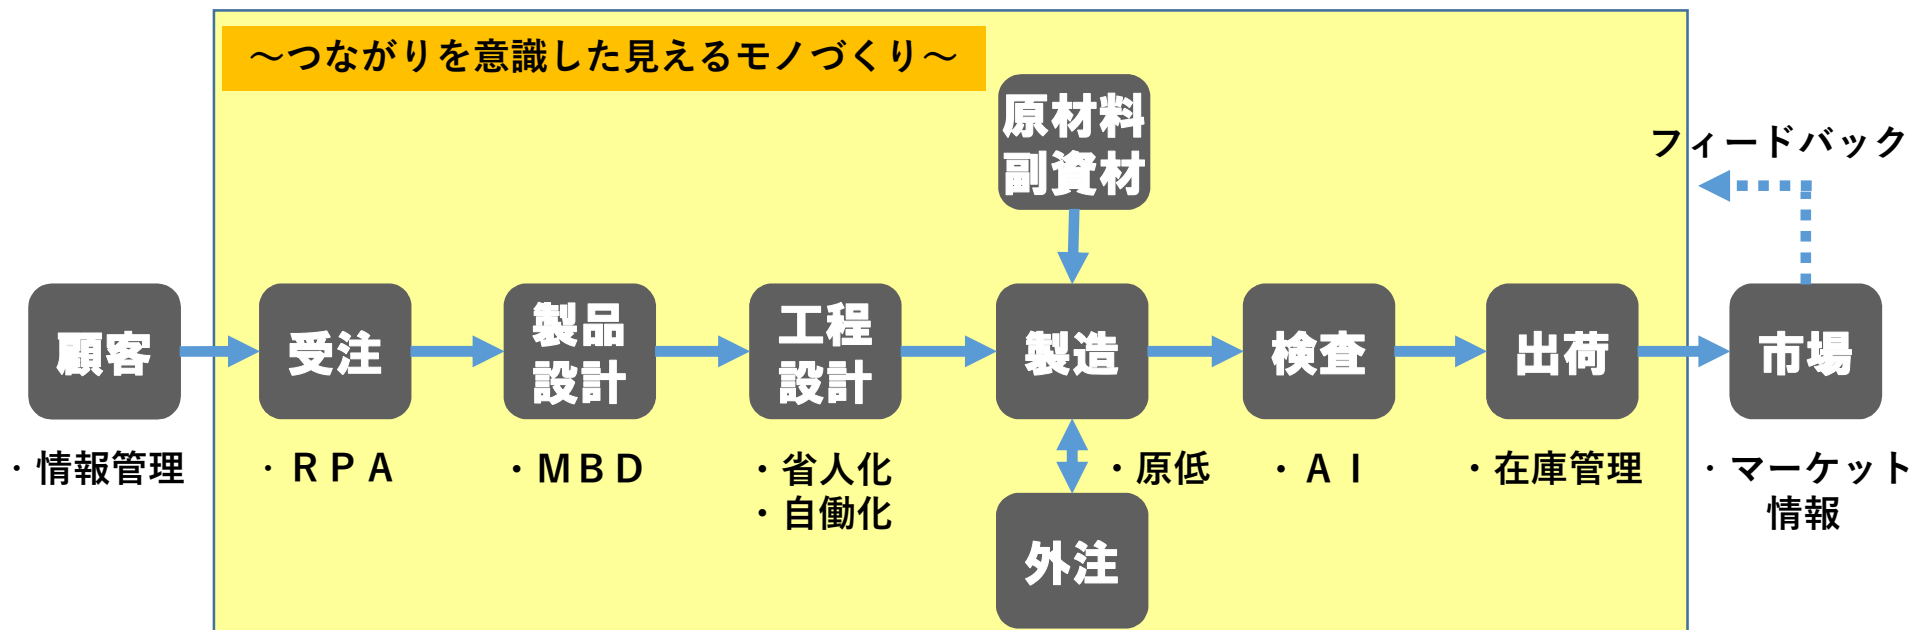 ～つながりを意識した見えるモノづくり～
原材料
副資材
フィードバック
顧客
受注
製品
設計
工程
設計
製造
検査
出荷
市場
・情報管理
・ＲＰＡ
・ＭＢＤ
・省人化
・自働化
・原低
・ＡＩ
・在庫管理
・マーケット
情報
外注